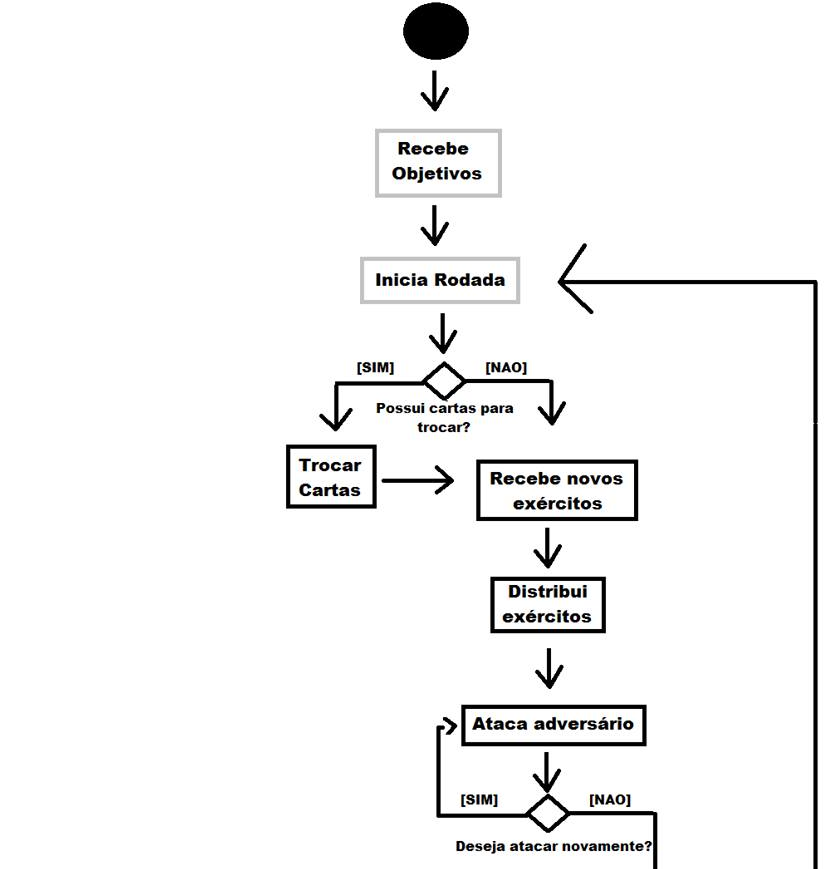 Recebe
Objetivos
Inicia Rodada
[SIM]
[NAO]
Possui cartas para
trocar?
Trocar
Cartas
Recebe novos
exércitos
Distribui
exércitos
Ataca adversário
[SIM]
[NAO]
Deseja atacar novamente?